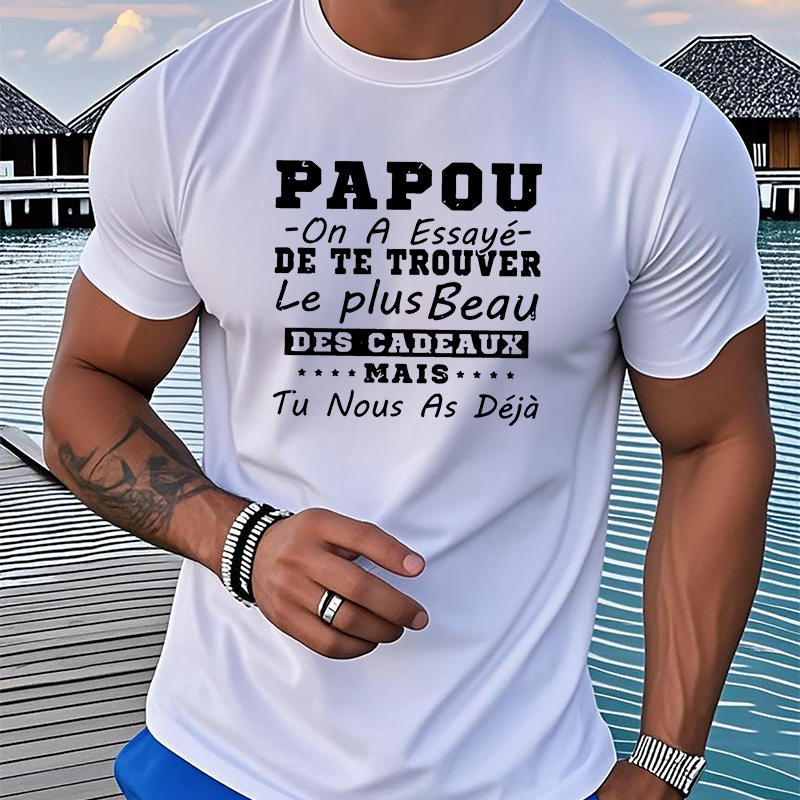 PAPOU
-On A Essayé-
DE TE TROUVER
Le plus Beau
DES CADEAUX
MAIS
Tu Nous As Déjà